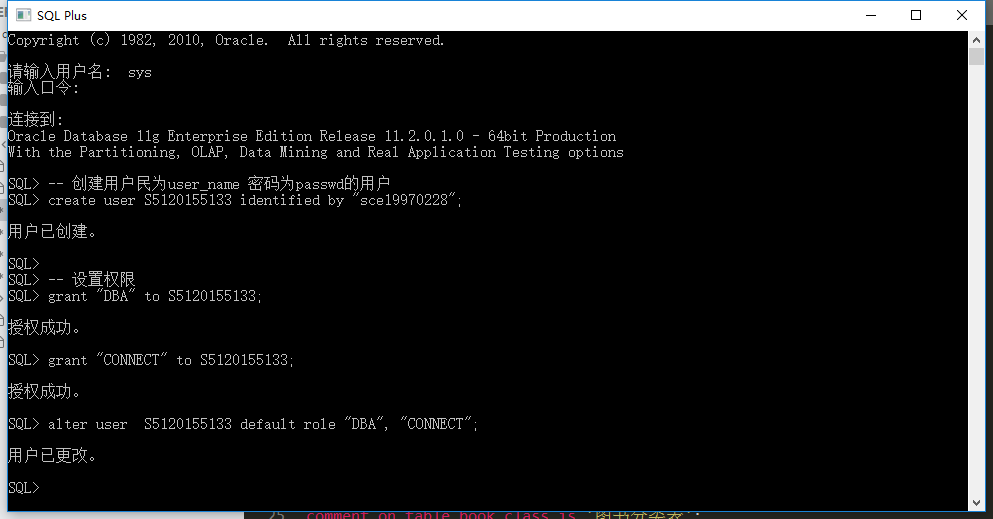 SQL Plus
Copyright (c) 1982, 2010, Oracle.  All rights reserved.
请输入用户名:  sys
输入口令:
连接到:
Oracle Database 11g Enterprise Edition Release 11.2.0.1.0 - 64bit Production
With the Partitioning, OLAP, Data Mining and Real Application Testing options
SQL> -- 创建用户民为user_name 密码为passwd的用户
SQL> create user S5120155133 identified by "sce19970228";
用户已创建。
SQL>
SQL> -- 设置权限
SQL> grant "DBA" to S5120155133;
授权成功。
SQL> grant "CONNECT" to S5120155133;
授权成功。
SQL> alter user  S5120155133 default role "DBA", "CONNECT";
用户已更改。
SQL>
25 comment on table book_class is '图书分类表';